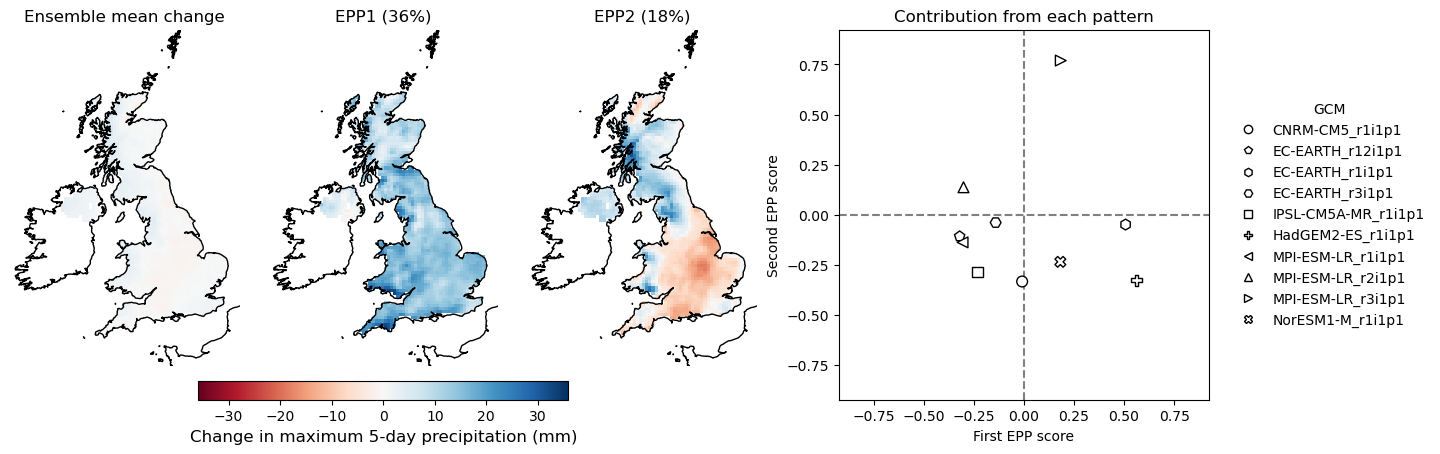 Ensemble mean change
EPP1 (36%)
EPP2 (18%)
Contribution from each pattern
−30 −20 −10 0 10 20 30
Change in maximum 5-day precipitation (mm)
Second EPP score
0.75
0.50
0.25
0.00
−0.25
−0.50
−0.75
−0.75 −0.50 −0.25 0.00 0.25 0.50 0.75
First EPP score
GCM
CNRM-CM5_r1i1p1
EC-EARTH_r12i1p1
EC-EARTH_r1i1p1
EC-EARTH_r3i1p1
IPSL-CM5A-MR_r1i1p1
HadGEM2-ES_r1i1p1
MPI-ESM-LR_r1i1p1
MPI-ESM-LR_r2i1p1
MPI-ESM-LR_r3i1p1
NorESM1-M_r1i1p1